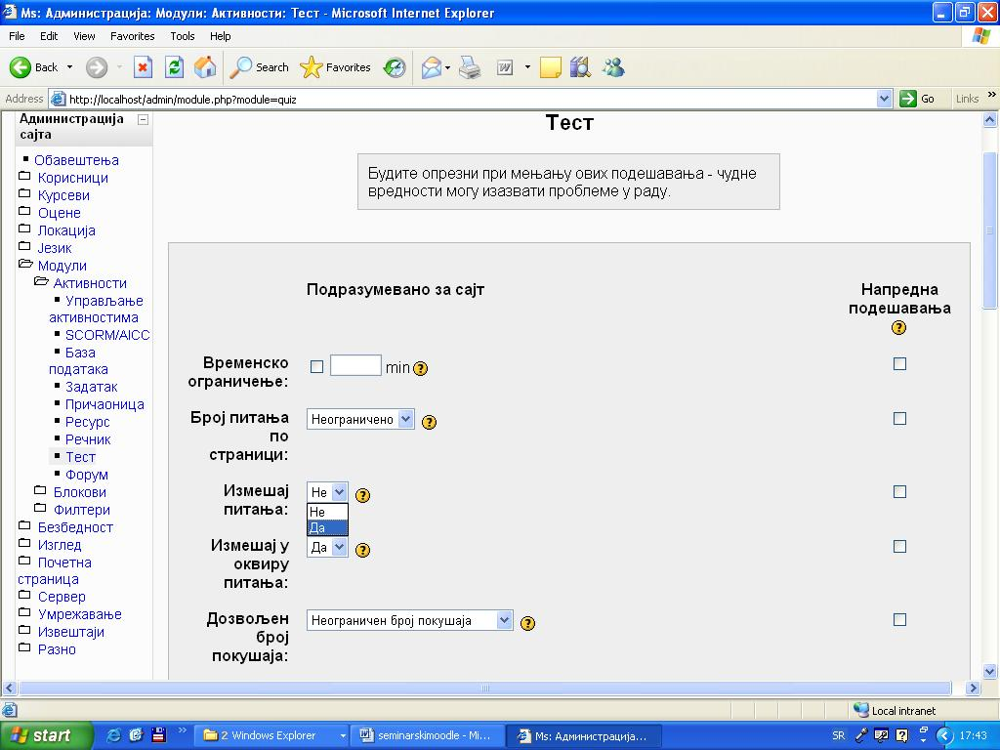 Ms: Администрација: Модули: Активности: Тест - Microsoft Internet Explorer
File Edit View Favorites Tools Help
Back Search Favorites
Address http://localhost/admin/module.php?module=quiz Go Links »
Администрација
сајта
Обавештења
Корисници
Курсеви
Оцене
Локација
Језик
Модули
Активности
Управљање
активностима
SCORM/AICC
База
података
Задатак
Причаоница
Ресурс
Речник
Тест
Форум
Блокови
Филтери
Безбедност
Изглед
Почетна
страница
Сервер
Умрежавање
Извештаји
Разно
Тест
Будите опрезни при мењању ових подешавања - чудне
вредности могу изазвати проблеме у раду.
Подразумевано за сајт
Напредна
подешавања
Временско
ограничење:
min
Број питања
по
страници:
Неограничено
Измешај
питања:
Не
Не
Да
Измешај у
оквиру
питања:
Да
Дозвољен
број
покушаја:
Неограничен број покушаја
Local intranet
start » 2 Windows Explorer seminarskimoodle - Mi... Ms: Администрација... SR 17:43